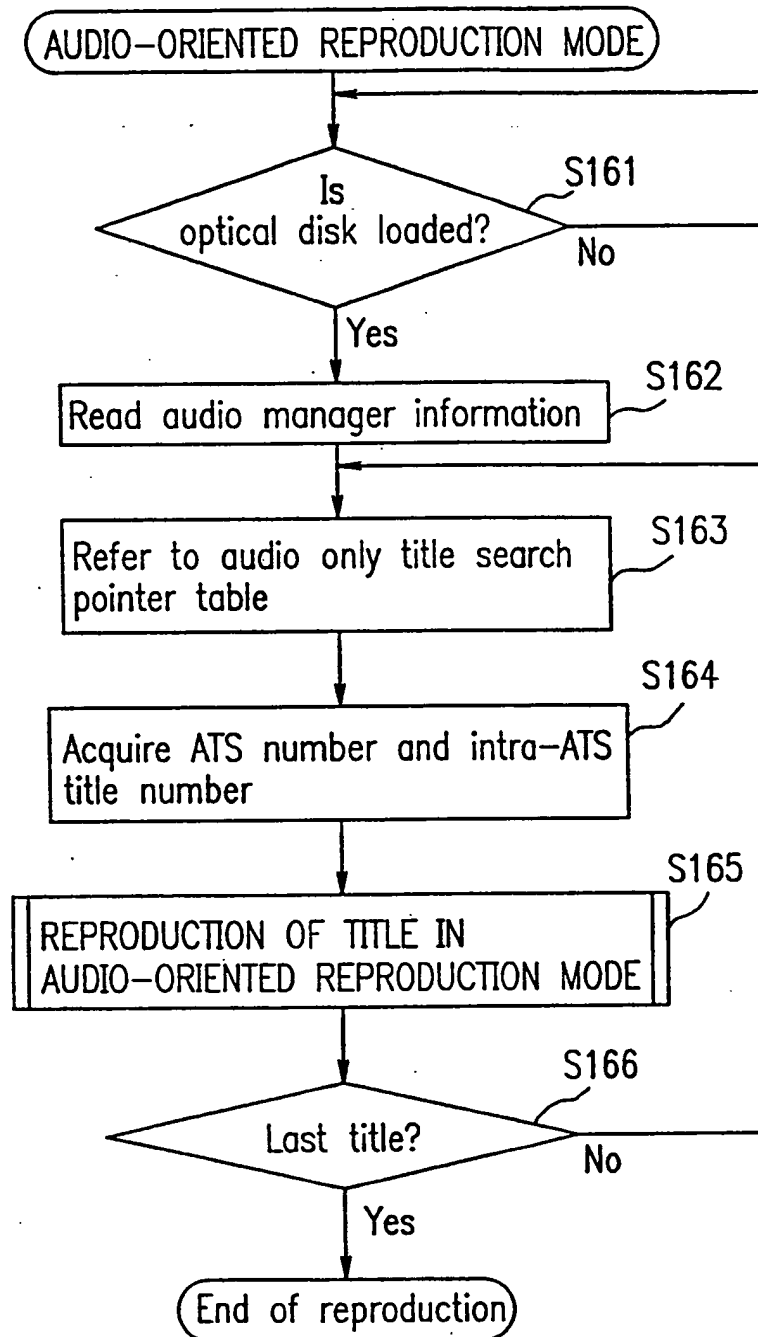 AUDIO-ORIENTED REPRODUCTION MODE
S161
Is
optical disk loaded?
No
Yes
S162
Read audio manager information
S163
Refer to audio only title search
pointer table
S164
Acquire ATS number and intra-ATS
title number
S165
REPRODUCTION OF TITLE IN
AUDIO-ORIENTED REPRODUCTION MODE
S166
Last title?
No
Yes
End of reproduction